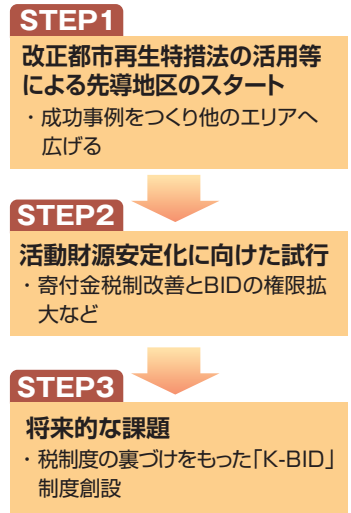 STEP1
改正都市再生特措法の活用等
による先導地区のスタート
・成功事例をつくり他のエリアへ
広げる
STEP2
活動財源安定化に向けた試行
・寄付金税制改善とBIDの権限拡
大など
STEP3
将来的な課題
・税制度の裏づけをもった「K-BID」
制度創設